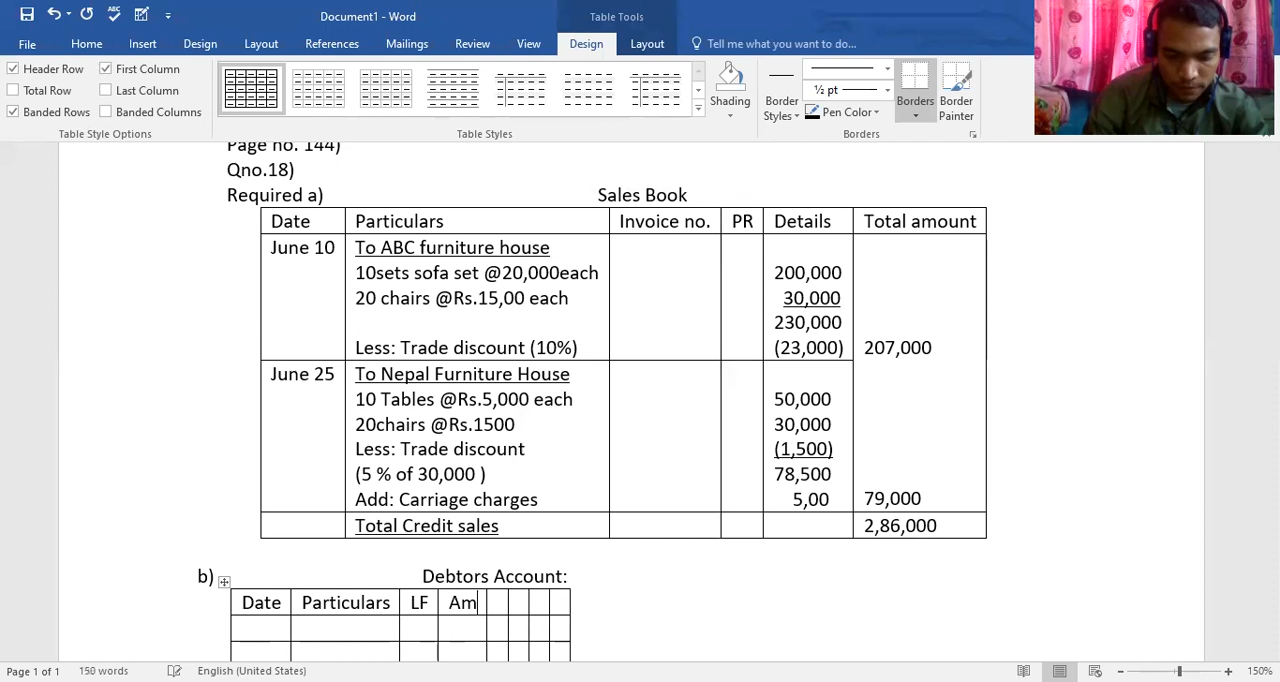 Document1 - Word
Table Tools
File Home Insert Design Layout References Mailings Review View Design Layout Tell me what you want to do...
Header Row First Column
Total Row Last Column
Banded Rows Banded Columns
Table Style Options
Table Styles
Shading
Border Styles
½ pt
Pen Color
Borders
Border Painter
Borders
Page no. 144)
Qno.18)
Required a) Sales Book
Date Particulars Invoice no. PR Details Total amount
June 10 To ABC furniture house
10sets sofa set @20,000each 200,000
20 chairs @Rs.15,00 each 30,000
230,000
Less: Trade discount (10%) (23,000) 207,000
June 25 To Nepal Furniture House
10 Tables @Rs.5,000 each 50,000
20chairs @Rs.1500 30,000
Less: Trade discount (1,500)
(5 % of 30,000 ) 78,500
Add: Carriage charges 5,00 79,000
Total Credit sales 2,86,000
b) Debtors Account:
Date Particulars LF Am
Page 1 of 1 150 words English (United States) 150%